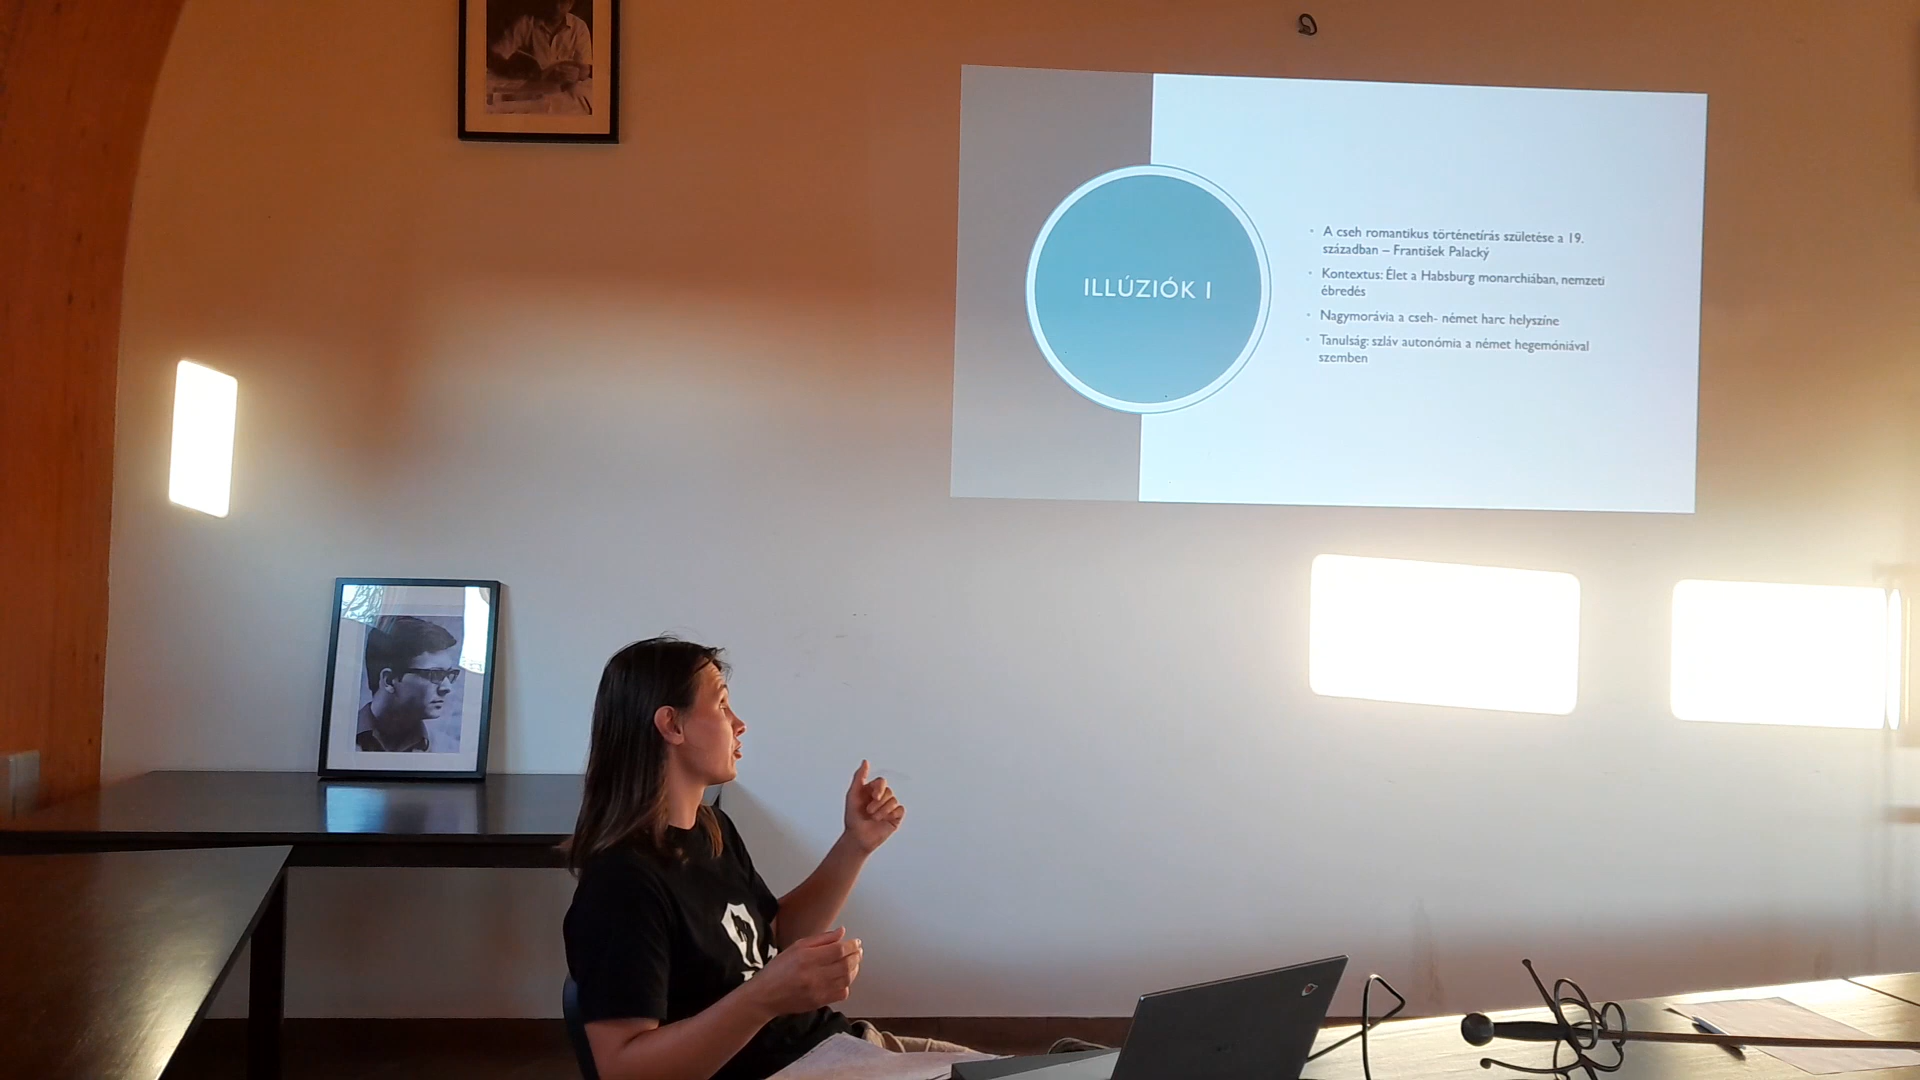 ILLÚZIÓK I
• A cseh romantikus történetírás születése a 19.
században – František Palacký
• Kontextus: Élet a Habsburg monarchiában, nemzeti
ébredés
• Nagymorávia a cseh- német harc helyszíne
• Tanulság: szláv autonómia a német hegemóniával
szemben